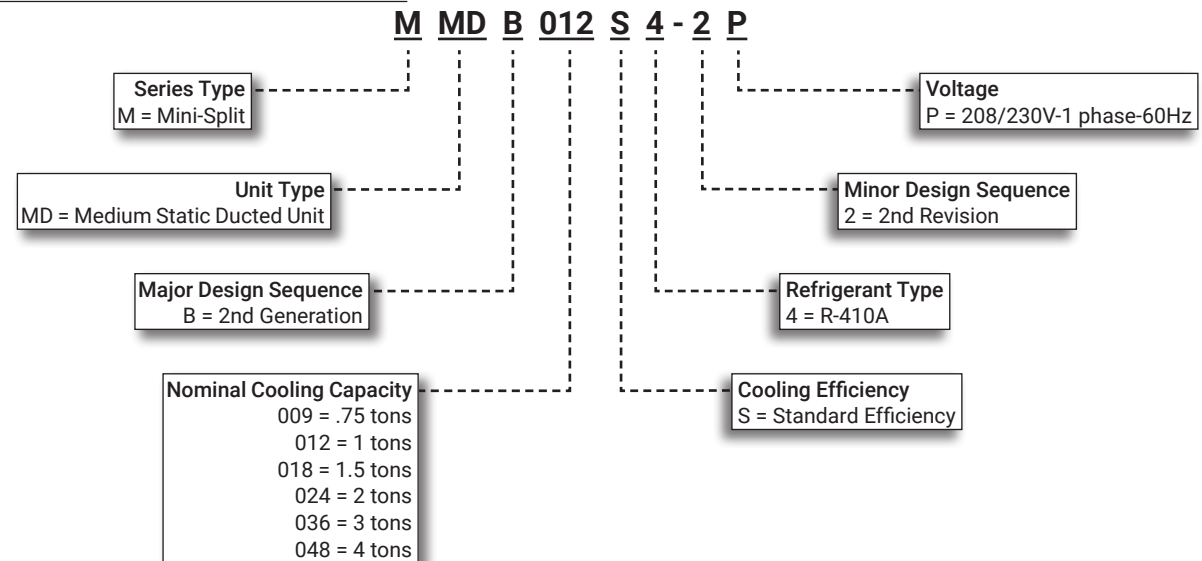 M MD B 012 S 4 - 2 P
Series Type
M = Mini-Split
Voltage
P = 208/230V-1 phase-60Hz
Unit Type
MD = Medium Static Ducted Unit
Minor Design Sequence
2 = 2nd Revision
Major Design Sequence
B = 2nd Generation
Refrigerant Type
4 = R-410A
Nominal Cooling Capacity
009 = .75 tons
012 = 1 tons
018 = 1.5 tons
024 = 2 tons
036 = 3 tons
048 = 4 tons
Cooling Efficiency
S = Standard Efficiency